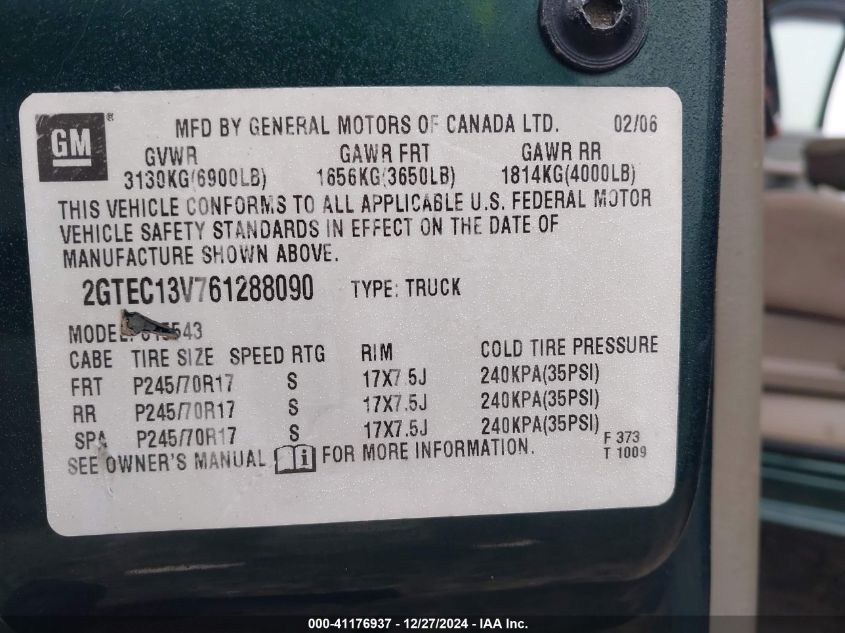 GM ®
MFD BY GENERAL MOTORS OF CANADA LTD. 02/06
GVWR GAWR FRT GAWR RR
3130KG(6900LB) 1656KG(3650LB) 1814KG(4000LB)
THIS VEHICLE CONFORMS TO ALL APPLICABLE U.S. FEDERAL MOTOR
VEHICLE SAFETY STANDARDS IN EFFECT ON THE DATE OF
MANUFACTURE SHOWN ABOVE.
2GTEC13V761288090 TYPE: TRUCK
MODEL:
CABE TIRE SIZE SPEED RTG RIM COLD TIRE PRESSURE
FRT P245/70R17 S 17X7.5J 240KPA(35PSI)
RR P245/70R17 S 17X7.5J 240KPA(35PSI)
SPA P245/70R17 S 17X7.5J 240KPA(35PSI)
F 373
SEE OWNER'S MANUAL i FOR MORE INFORMATION. T 1009
000-41176937 - 12/27/2024 - IAA Inc.